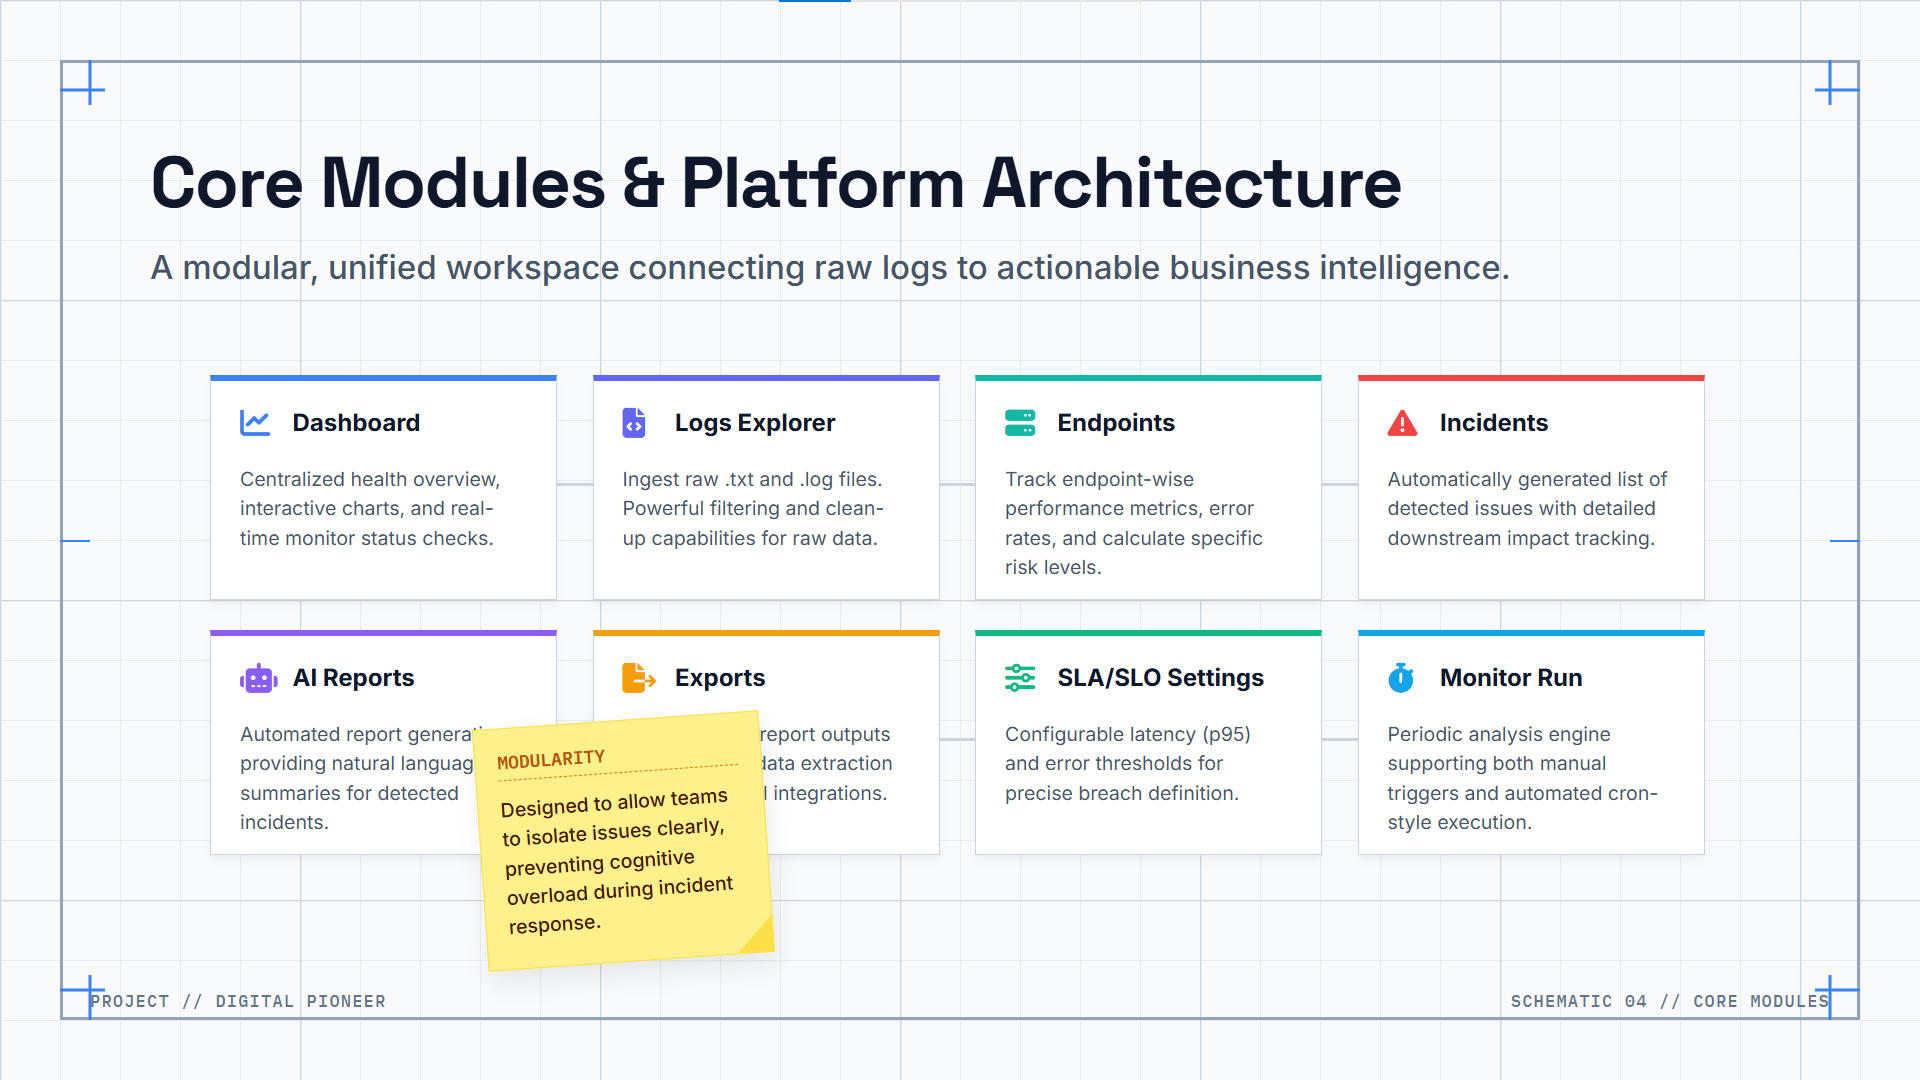 Core Modules & Platform Architecture
A modular, unified workspace connecting raw logs to actionable business intelligence.
Dashboard
Centralized health overview,
interactive charts, and real-
time monitor status checks.
Logs Explorer
Ingest raw .txt and .log files.
Powerful filtering and clean-
up capabilities for raw data.
Endpoints
Track endpoint-wise
performance metrics, error
rates, and calculate specific
risk levels.
Incidents
Automatically generated list of
detected issues with detailed
downstream impact tracking.
AI Reports
Automated report
providing natural
summaries for detected
incidents.
Exports
report outputs
data extraction
integrations.
MODULARITY
Designed to allow teams
to isolate issues clearly,
preventing cognitive
overload during incident
response.
SLA/SLO Settings
Configurable latency (p95)
and error thresholds for
precise breach definition.
Monitor Run
Periodic analysis engine
supporting both manual
triggers and automated cron-
style execution.
PROJECT // DIGITAL PIONEER
SCHEMATIC 04 // CORE MODULES